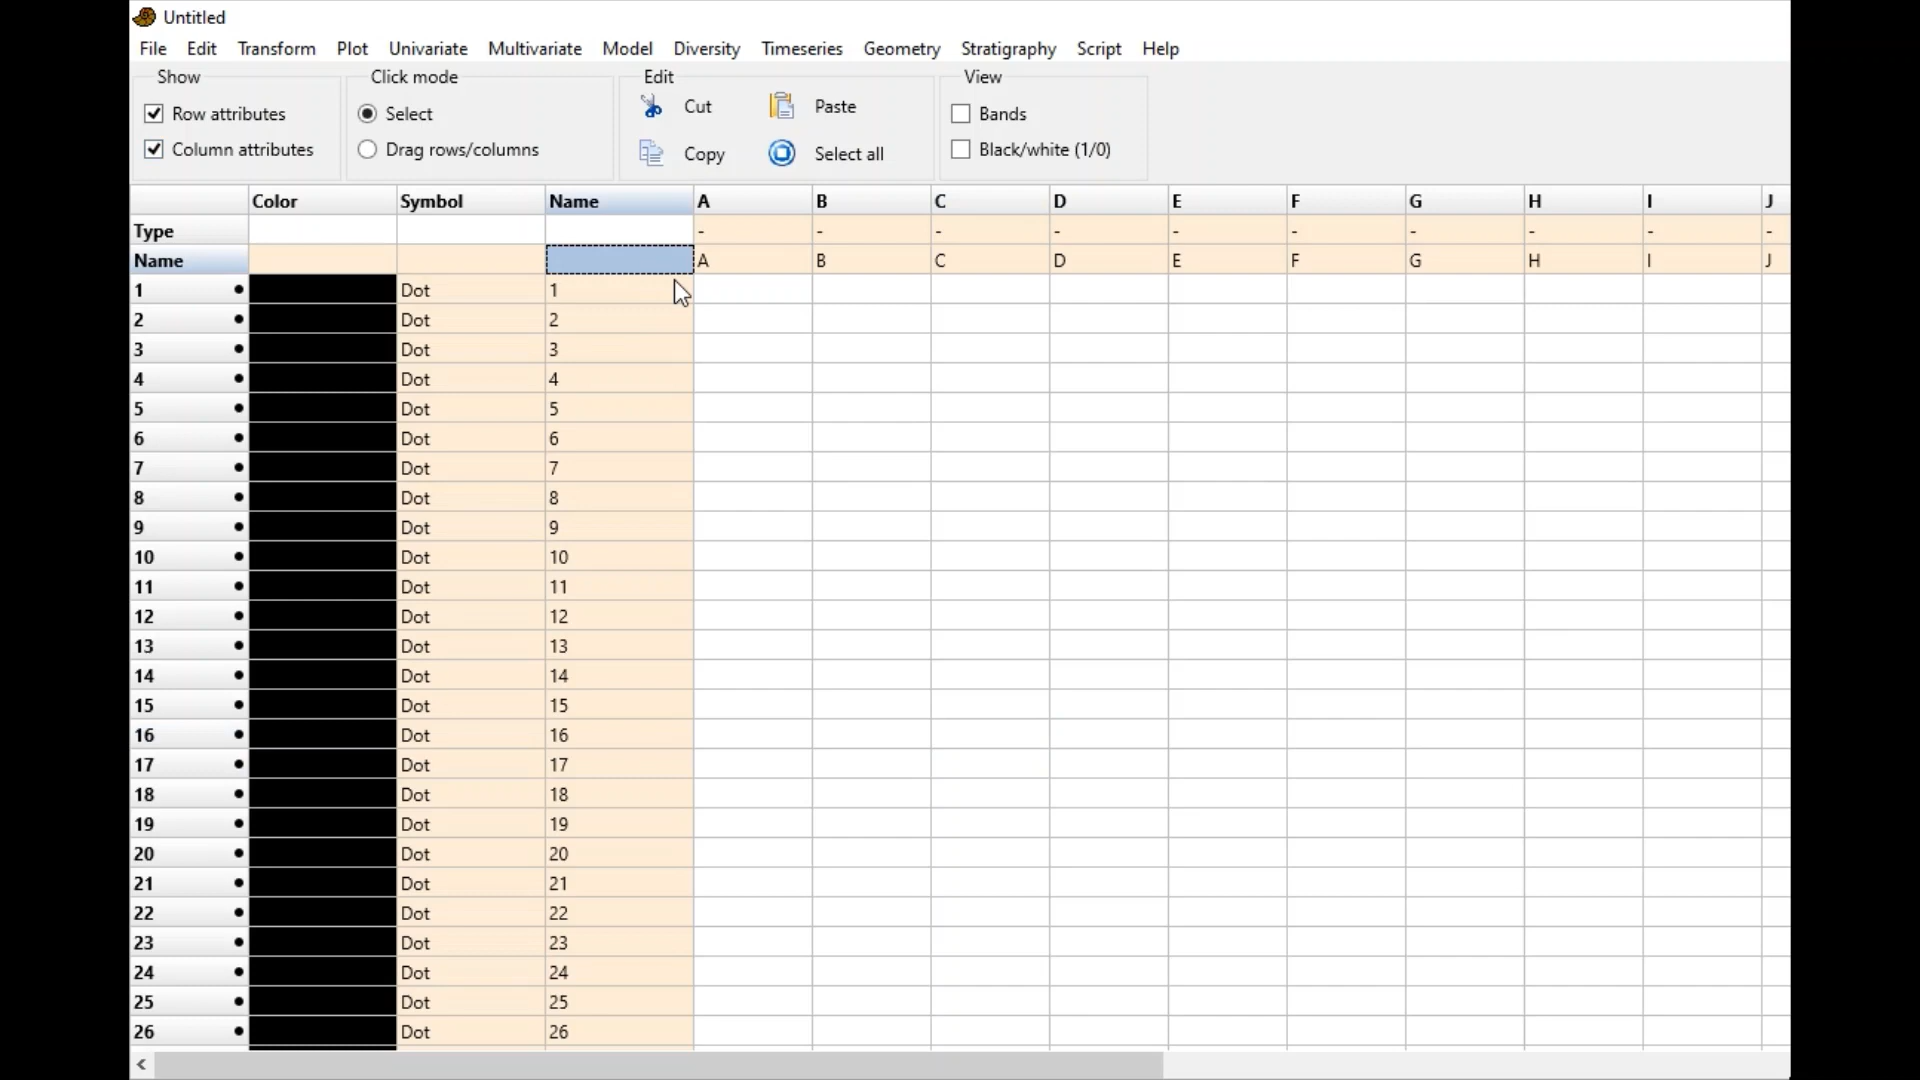 Untitled
File Edit Transform Plot Univariate Multivariate Model Diversity Timeseries Geometry Stratigraphy Script Help
Show Click mode Edit View
Row attributes Select Cut Paste Bands
Column attributes Drag rows/columns Copy Select all Black/white (1/0)
Color Symbol Name A B C D E F G H I J
Type - - - - - - - - - -
Name A B C D E F G H I J
1 Dot 1
2 Dot 2
3 Dot 3
4 Dot 4
5 Dot 5
6 Dot 6
7 Dot 7
8 Dot 8
9 Dot 9
10 Dot 10
11 Dot 11
12 Dot 12
13 Dot 13
14 Dot 14
15 Dot 15
16 Dot 16
17 Dot 17
18 Dot 18
19 Dot 19
20 Dot 20
21 Dot 21
22 Dot 22
23 Dot 23
24 Dot 24
25 Dot 25
26 Dot 26